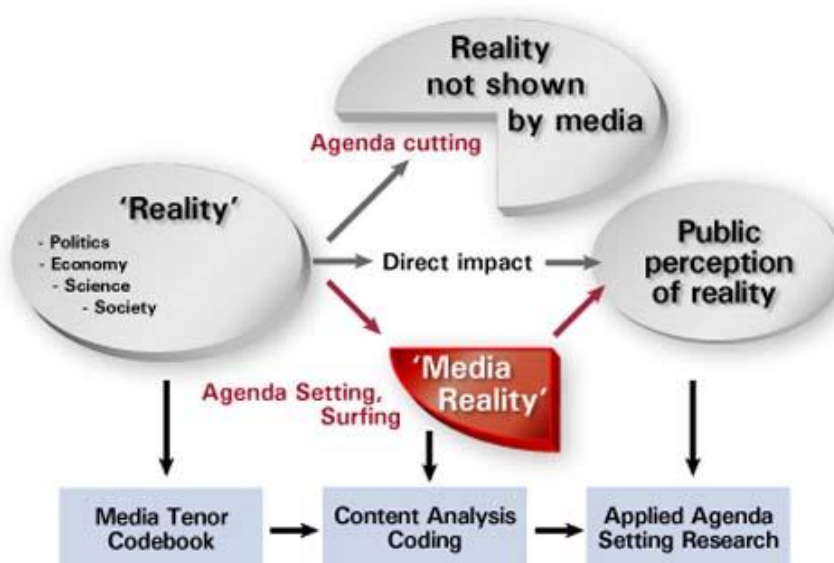 Reality
not shown
by media
Agenda cutting
'Reality'
- Politics
- Economy
- Science
- Society
Direct impact
Public
perception
of reality
'Media
Reality'
Agenda Setting,
Surfing
Media Tenor
Codebook
Content Analysis
Coding
Applied Agenda
Setting Research